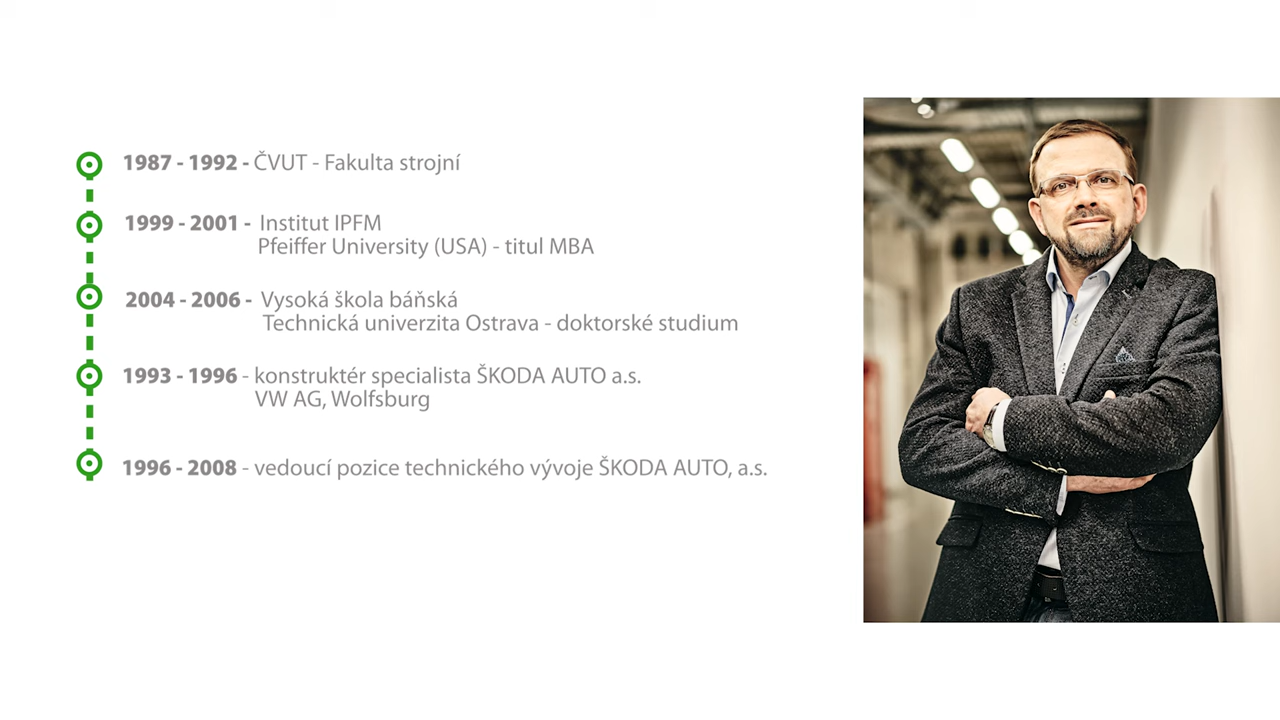 1987 - 1992 - ČVUT - Fakulta strojní
1999 - 2001 - Institut IPFM
Pfeiffer University (USA) - titul MBA
2004 - 2006 - Vysoká škola báňská
Technická univerzita Ostrava - doktorské studium
1993 - 1996 - konstruktér specialista ŠKODA AUTO a.s.
VW AG, Wolfsburg
1996 - 2008 - vedoucí pozice technického vývoje ŠKODA AUTO, a.s.